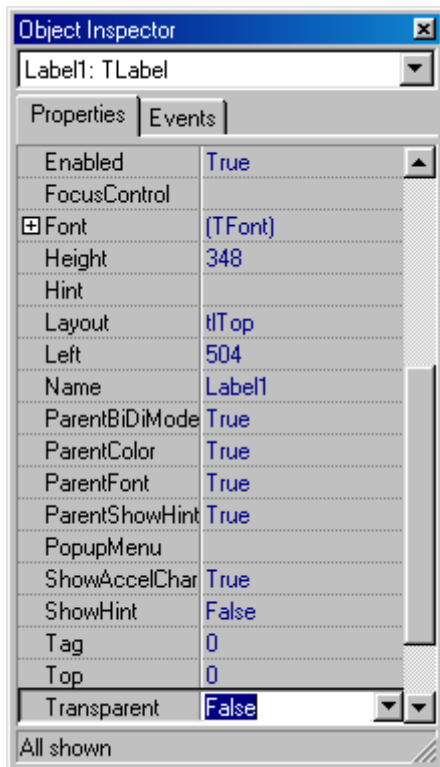 Object Inspector
Label1: TLabel
Properties Events
Enabled True
FocusControl
Font (TFont)
Height 348
Hint
Layout tlTop
Left 504
Name Label1
ParentBiDiMode True
ParentColor True
ParentFont True
ParentShowHint True
PopupMenu
ShowAccelChar True
ShowHint False
Tag 0
Top 0
Transparent False
All shown